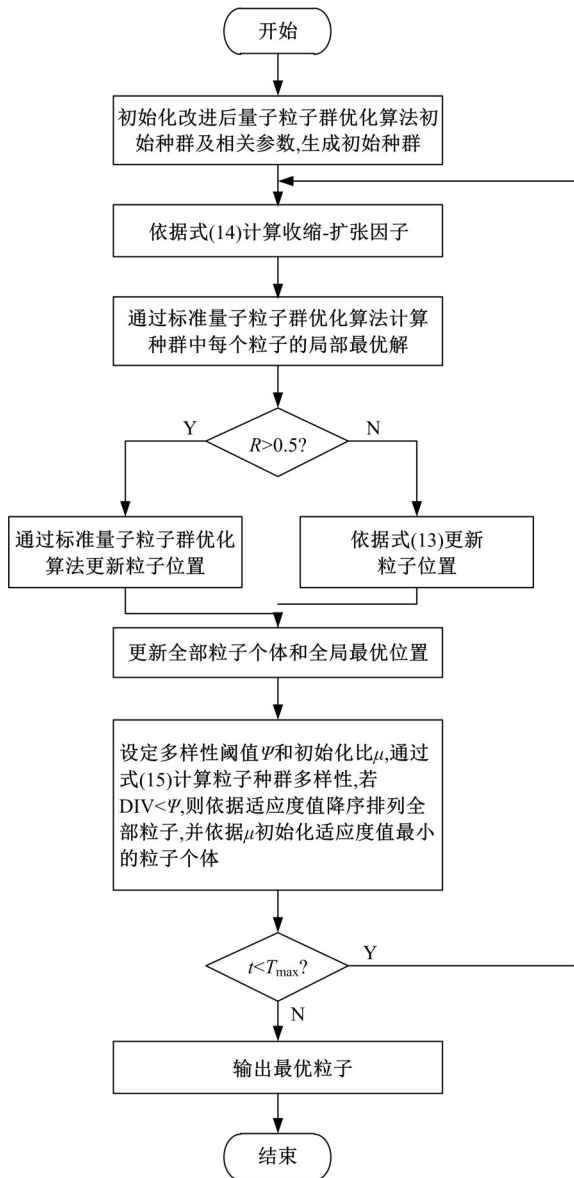 开始
初始化改进后量子粒子群优化算法初
始种群及相关参数,生成初始种群
依据式(14)计算收缩-扩张因子
通过标准量子粒子群优化算法计算
种群中每个粒子的局部最优解
Y
R>0.5?
N
通过标准量子粒子群优化
算法更新粒子位置
依据式(13)更新
粒子位置
更新全部粒子个体和全局最优位置
设定多样性阈值Ψ和初始化比μ,通过
式(15)计算粒子种群多样性,若
DIV<Ψ,则依据适应度值降序排列全
部粒子,并依据μ初始化适应度值最小
的粒子个体
t<Tmax?
Y
N
输出最优粒子
结束